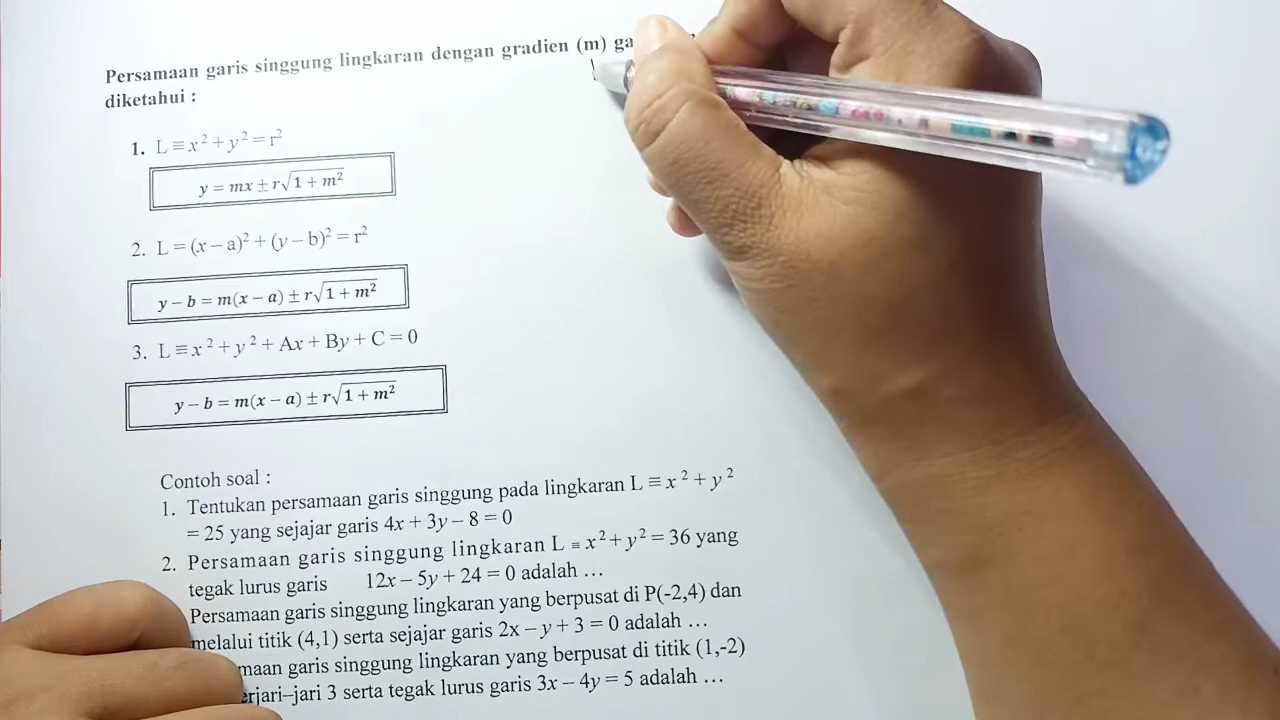 Persamaan garis singgung lingkaran dengan gradien (m)
diketahui :
1. L ≡ x² + y² = r²
y = mx ± r√1 + m²
2. L = (x – a)² + (y – b)² = r²
y – b = m(x – a) ± r√1 + m²
3. L ≡ x² + y² + Ax + By + C = 0
y – b = m(x – a) ± r√1 + m²
Contoh soal :
1. Tentukan persamaan garis singgung pada lingkaran L ≡ x² + y²
= 25 yang sejajar garis 4x + 3y – 8 = 0
2. Persamaan garis singgung lingkaran L ≡ x² + y² = 36 yang
tegak lurus garis 12x – 5y + 24 = 0 adalah …
Persamaan garis singgung lingkaran yang berpusat di P(-2,4) dan
melalui titik (4,1) serta sejajar garis 2x – y + 3 = 0 adalah …
garis singgung lingkaran yang berpusat di titik (1,-2)
3 serta tegak lurus garis 3x – 4y = 5 adalah …